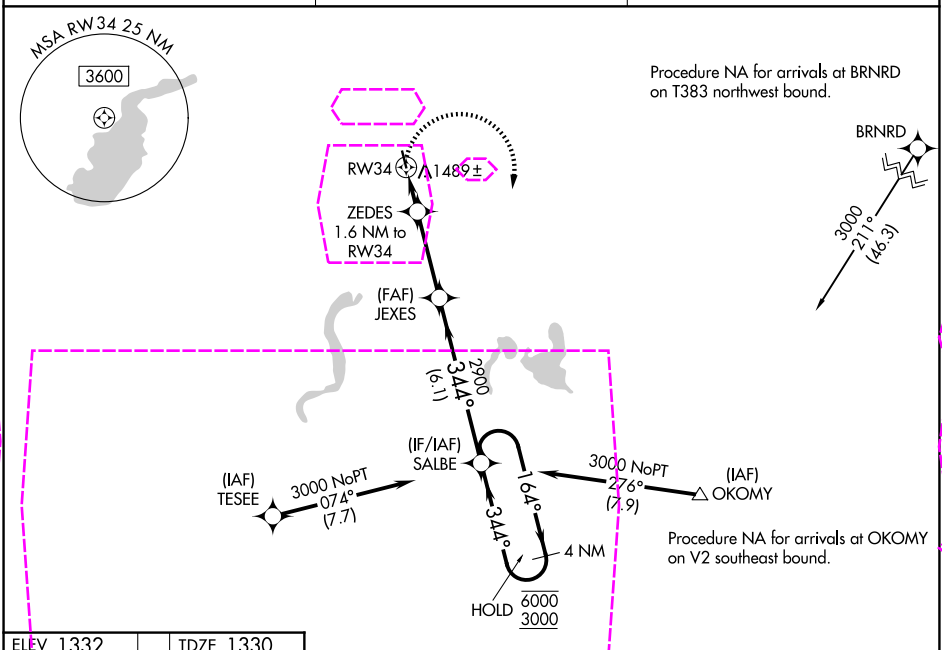 MSA RW34 25 NM
3600
Procedure NA for arrivals at BRNRD
on T383 northwest bound.
BRNRD
3000
211°
(46.3)
RW34
1489±
ZEDES
1.6 NM to
RW34
(FAF)
JEXES
2900
344°
(6.1)
(IF/IAF)
SALBE
(IAF)
TESEE
3000 NoPT
074°
(7.7)
3000 NoPT
276°
(7.9)
(IAF)
OKOMY
164°
344°
4 NM
HOLD
6000
3000
Procedure NA for arrivals at OKOMY
on V2 southeast bound.
ELEV 1332
TDZE 1330